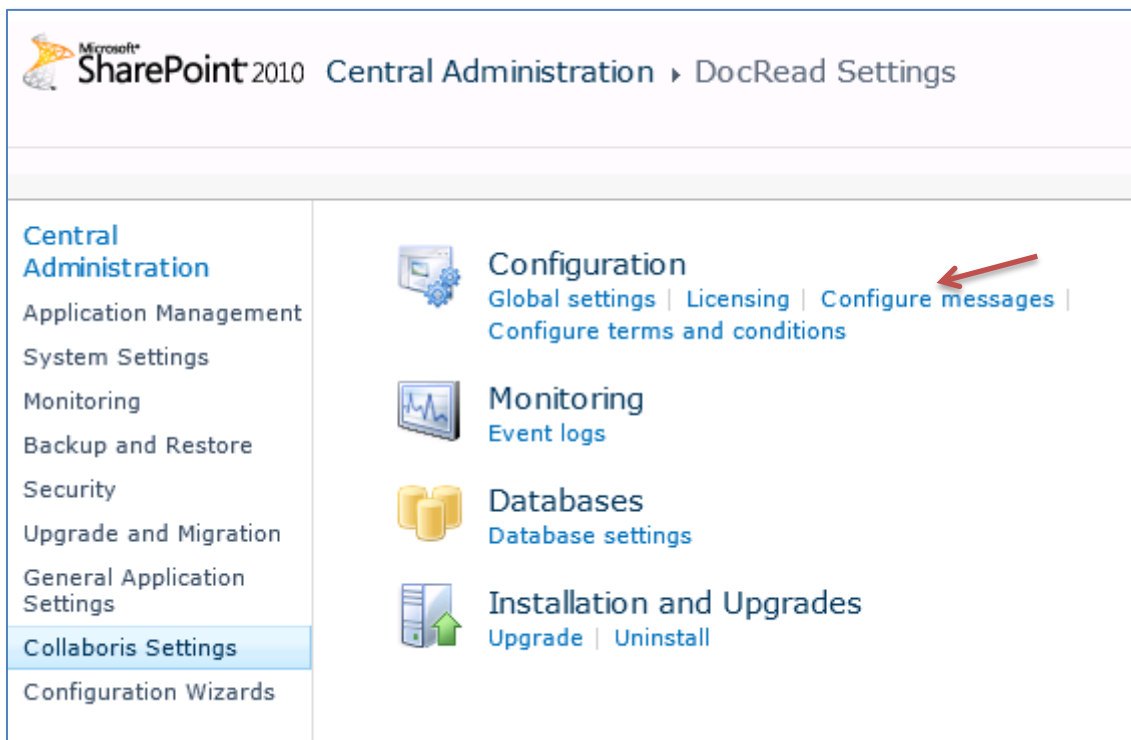 Microsoft®
SharePoint 2010 Central Administration ▸ DocRead Settings
Central
Administration
Application Management
System Settings
Monitoring
Backup and Restore
Security
Upgrade and Migration
General Application
Settings
Collaboris Settings
Configuration Wizards
Configuration
Global settings | Licensing | Configure messages |
Configure terms and conditions
Monitoring
Event logs
Databases
Database settings
Installation and Upgrades
Upgrade | Uninstall